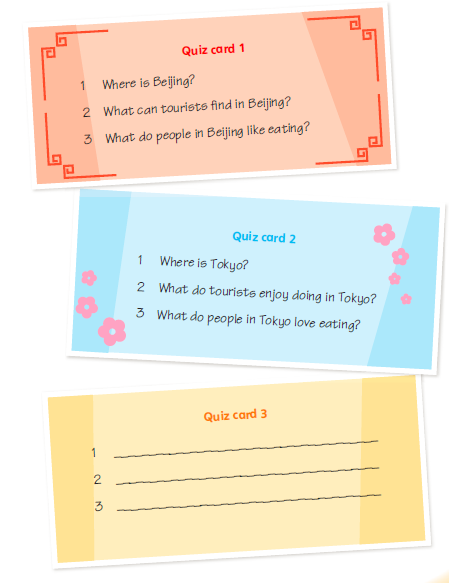 Quiz card 1
1 Where is Beijing?
2 What can tourists find in Beijing?
3 What do people in Beijing like eating?
Quiz card 2
1 Where is Tokyo?
2 What do tourists enjoy doing in Tokyo?
3 What do people in Tokyo love eating?
Quiz card 3
1
2
3